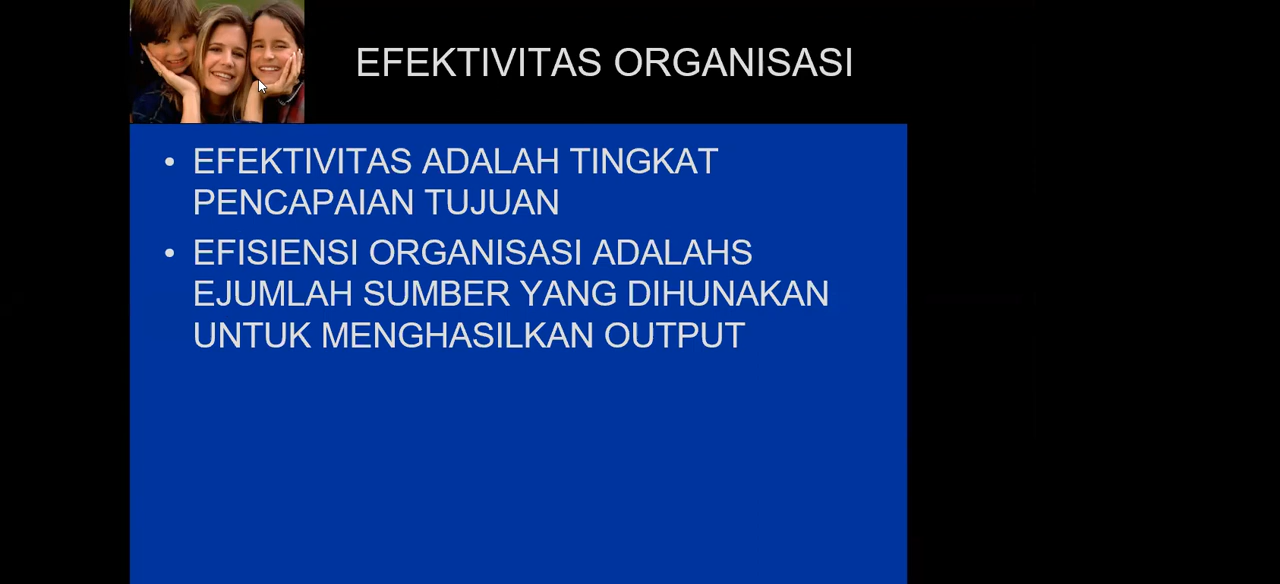 EFEKTIVITAS ORGANISASI
• EFEKTIVITAS ADALAH TINGKAT
PENCAPAIAN TUJUAN
• EFISIENSI ORGANISASI ADALAHS
EJUMLAH SUMBER YANG DIHUNAKAN
UNTUK MENGHASILKAN OUTPUT